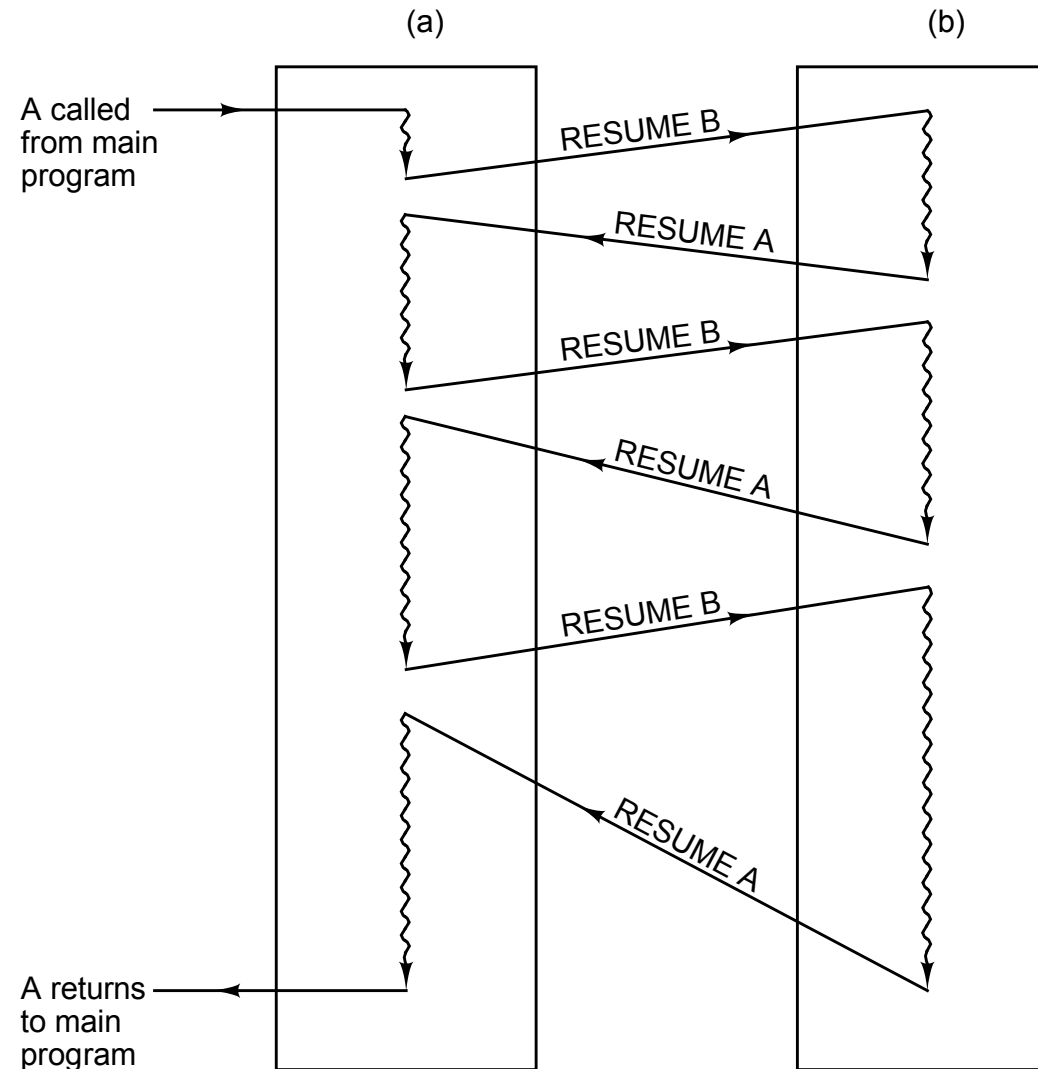 (a)
(b)
A called
from main
program
RESUME B
RESUME A
RESUME B
RESUME A
RESUME B
RESUME A
A returns
to main
program